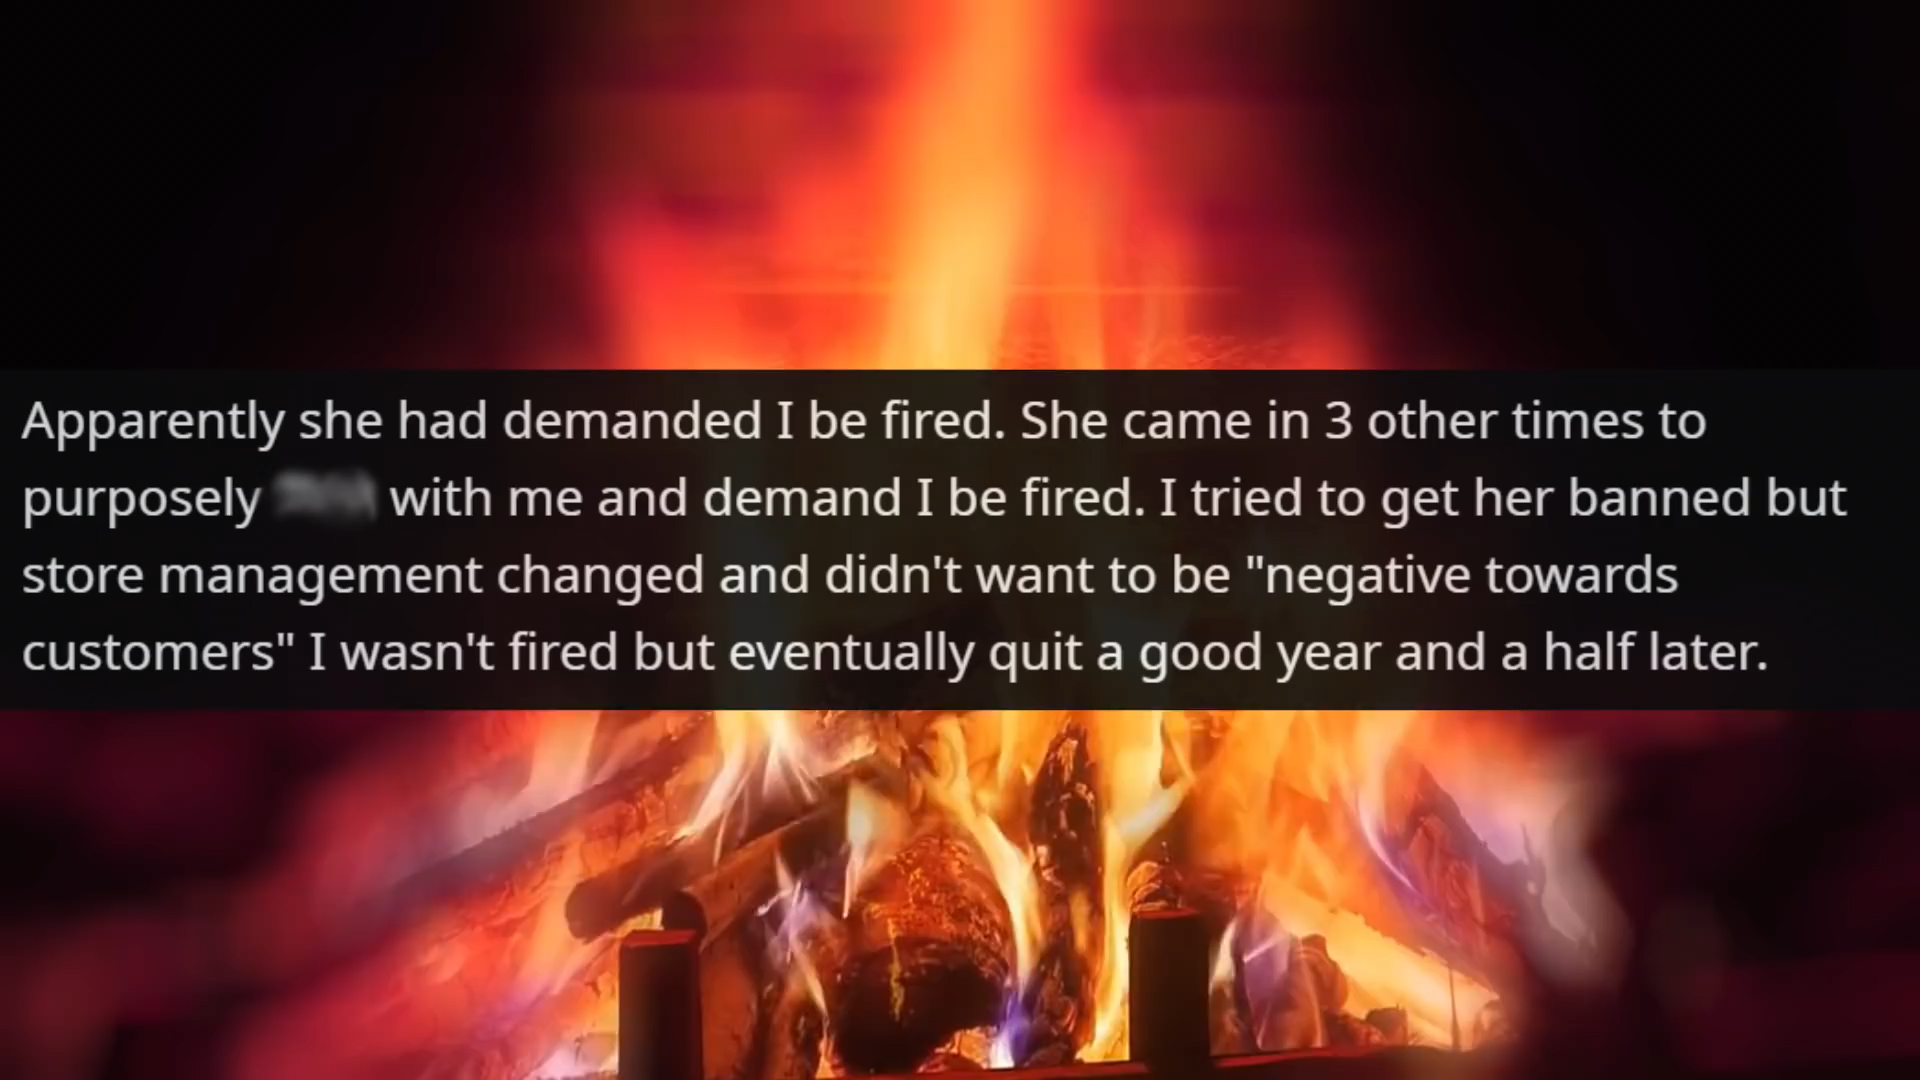 Apparently she had demanded I be fired. She came in 3 other times to
purposely with me and demand I be fired. I tried to get her banned but
store management changed and didn't want to be "negative towards
customers" I wasn't fired but eventually quit a good year and a half later.